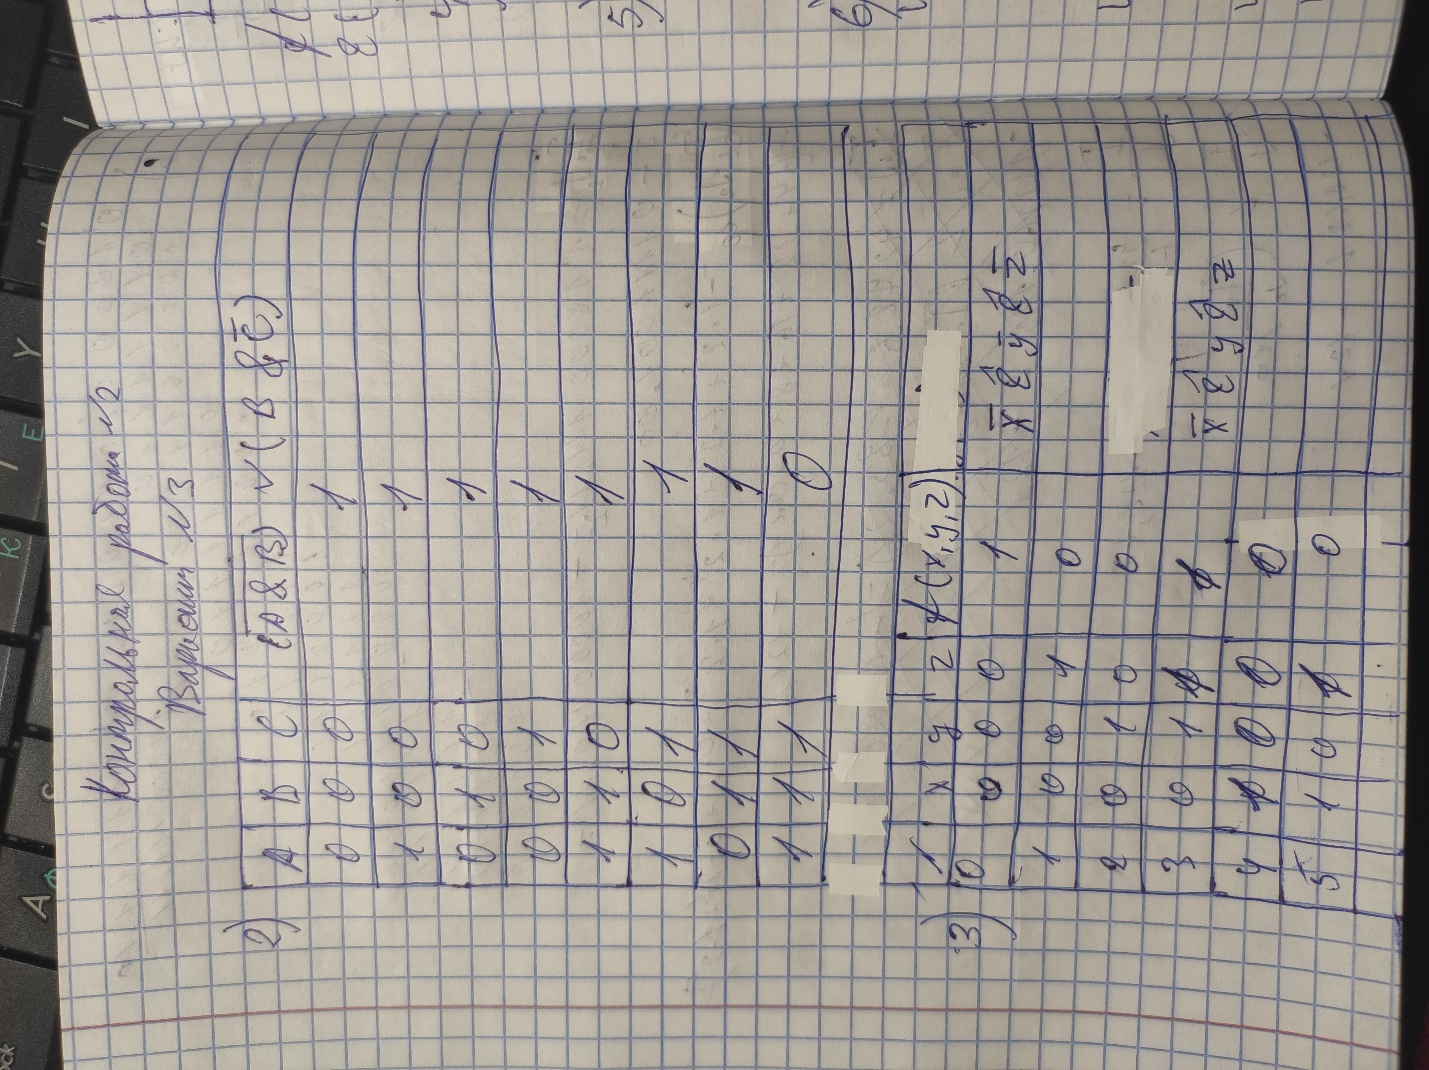 Контрольная работа №2
Вариант №3
2)
A B C (A&B) ∨ (B & C̅)
0 0 0 1
1 0 0 1
0 1 0 1
0 0 1 1
1 1 0 1
1 0 1 1
0 1 1 1
1 1 1 0
3)
x y z f(x,y,z)
0 0 0 0 1 x̅ & y̅ & z̅
1 0 0 1 0
2 0 1 0 0
3 0 1 1 1 x̅ & y & z
4 1 0 0 0
5 1 0 1 0
5)
6)